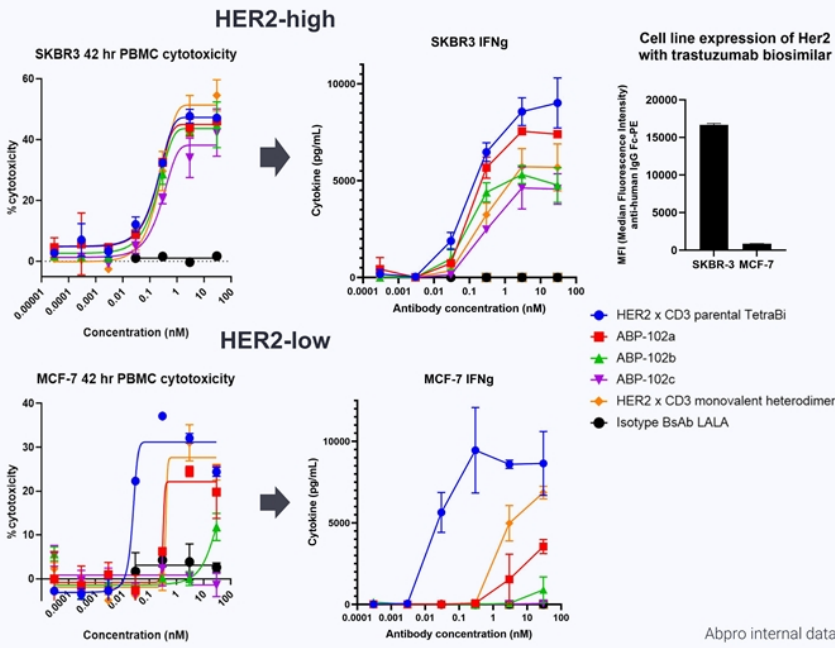 HER2-high
SKBR3 42 hr PBMC cytotoxicity
60
40
20
0
% cytotoxicity
0.00001
0.0001
0.001
0.01
0.1
1
10
100
Concentration (nM)
SKBR3 IFNg
10000
5000
0
Cytokine (pg/mL)
0.0001
0.001
0.01
0.1
1
10
100
Antibody concentration (nM)
Cell line expression of Her2
with trastuzumab biosimilar
20000
15000
10000
5000
0
MFI (Median Fluorescence Intensity)
anti-human IgG Fc-PE
SKBR-3 MCF-7
HER2 x CD3 parental TetraBi
ABP-102a
ABP-102b
ABP-102c
HER2 x CD3 monovalent heterodimer
Isotype BsAb LALA
HER2-low
MCF-7 42 hr PBMC cytotoxicity
40
30
20
10
0
% cytotoxicity
0.0001
0.001
0.01
0.1
1
10
100
Concentration (nM)
MCF-7 IFNg
10000
5000
0
Cytokine (pg/mL)
0.0001
0.001
0.01
0.1
1
10
100
Antibody concentration (nM)
Abpro internal data